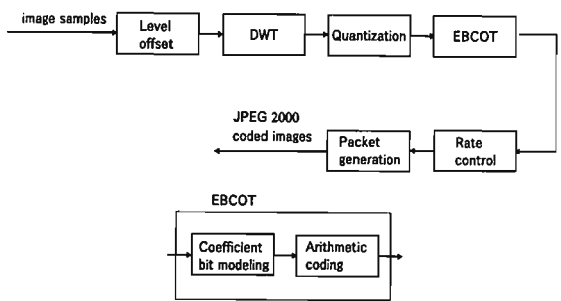 image samples
Level
offset
DWT
Quantization
EBCOT
JPEG 2000
coded images
Packet
generation
Rate
control
EBCOT
Coefficient
bit modeling
Arithmetic
coding